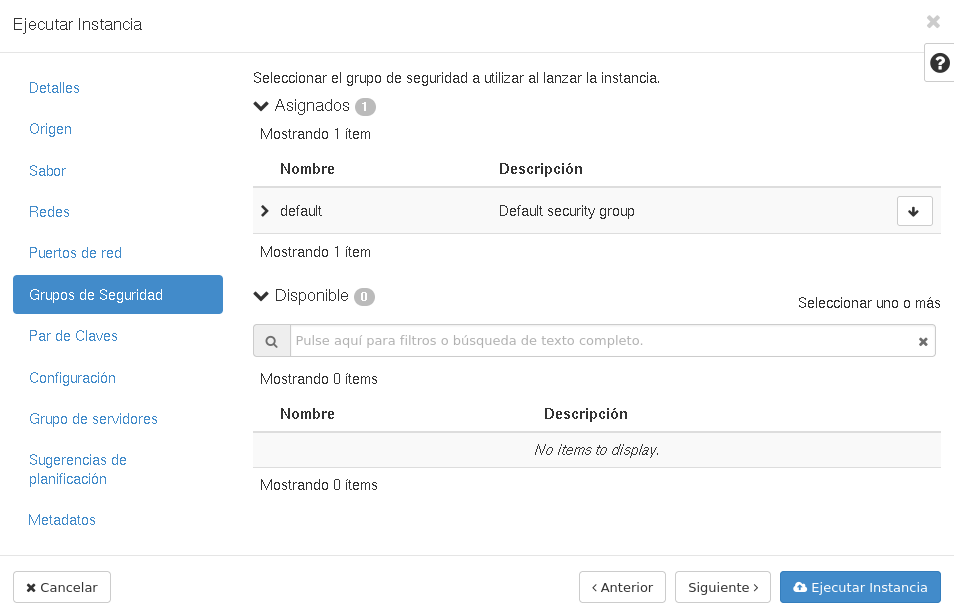 Ejecutar Instancia
Detalles
Origen
Sabor
Redes
Puertos de red
Grupos de Seguridad
Par de Claves
Configuración
Grupo de servidores
Sugerencias de
planificación
Metadatos
Seleccionar el grupo de seguridad a utilizar al lanzar la instancia.
Asignados 1
Mostrando 1 ítem
Nombre Descripción
default Default security group
Mostrando 1 ítem
Disponible 0
Seleccionar uno o más
Pulse aquí para filtros o búsqueda de texto completo.
Mostrando 0 ítems
Nombre Descripción
No items to display.
Mostrando 0 ítems
Cancelar
Anterior
Siguiente
Ejecutar Instancia